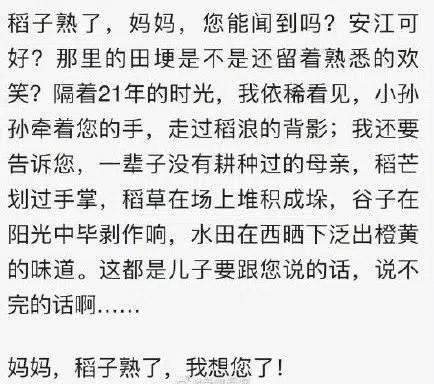 稻子熟了，妈妈，您能闻到吗？安江可
好？那里的田埂是不是还留着熟悉的欢
笑？隔着21年的时光，我依稀看见，小孙
孙牵着您的手，走过稻浪的背影；我还要
告诉您，一辈子没有耕种过的母亲，稻芒
划过手掌，稻草在场上堆积成垛，谷子在
阳光中毕剥作响，水田在西晒下泛出橙黄
的味道。这都是儿子要跟您说的话，说不
完的话啊……
妈妈，稻子熟了，我想您了！